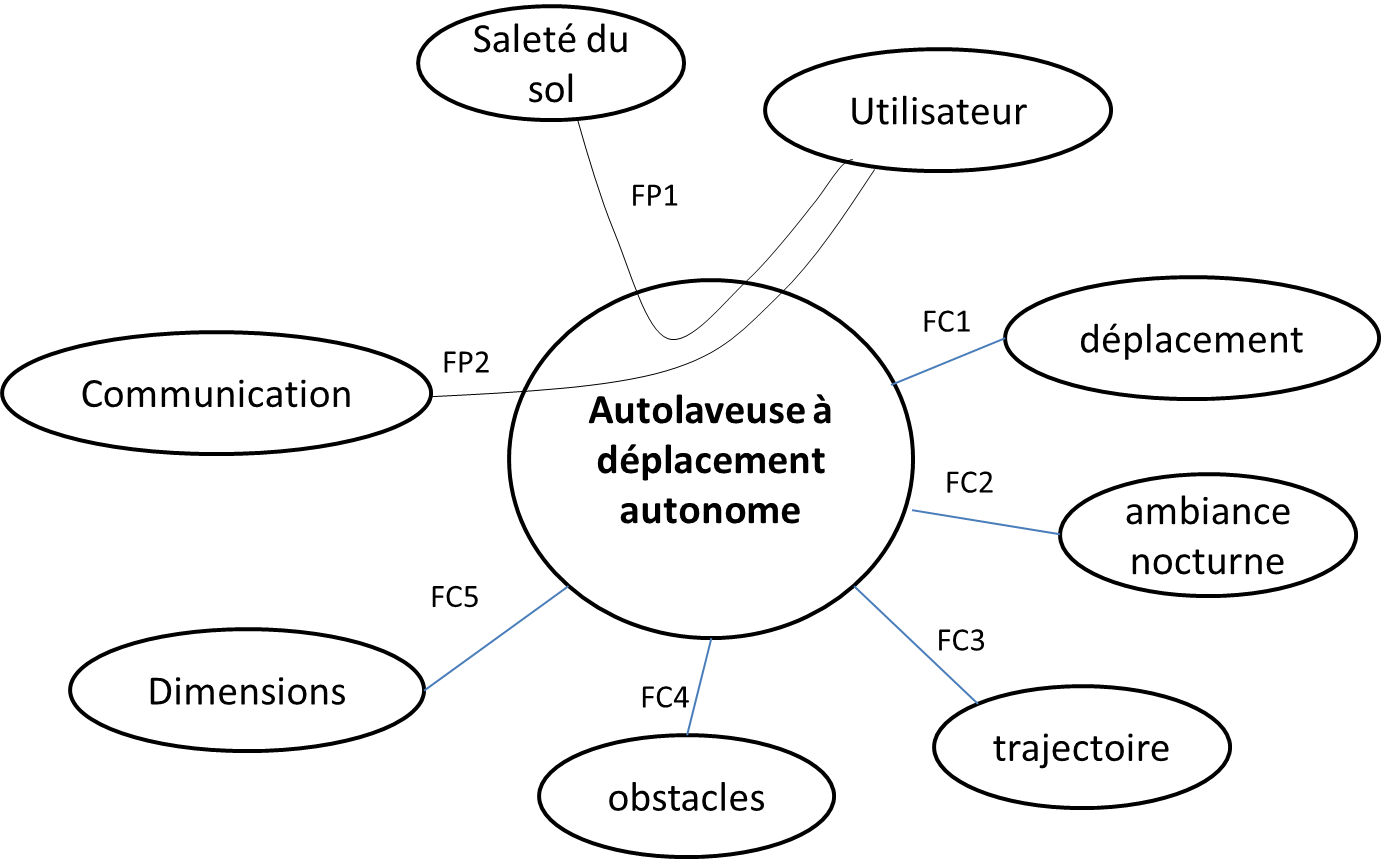 Saleté du
sol
Utilisateur
FP1
FC1
déplacement
FP2
Communication
Autolaveuse à
déplacement
autonome
FC2
ambiance
nocturne
FC5
FC3
Dimensions
FC4
trajectoire
obstacles